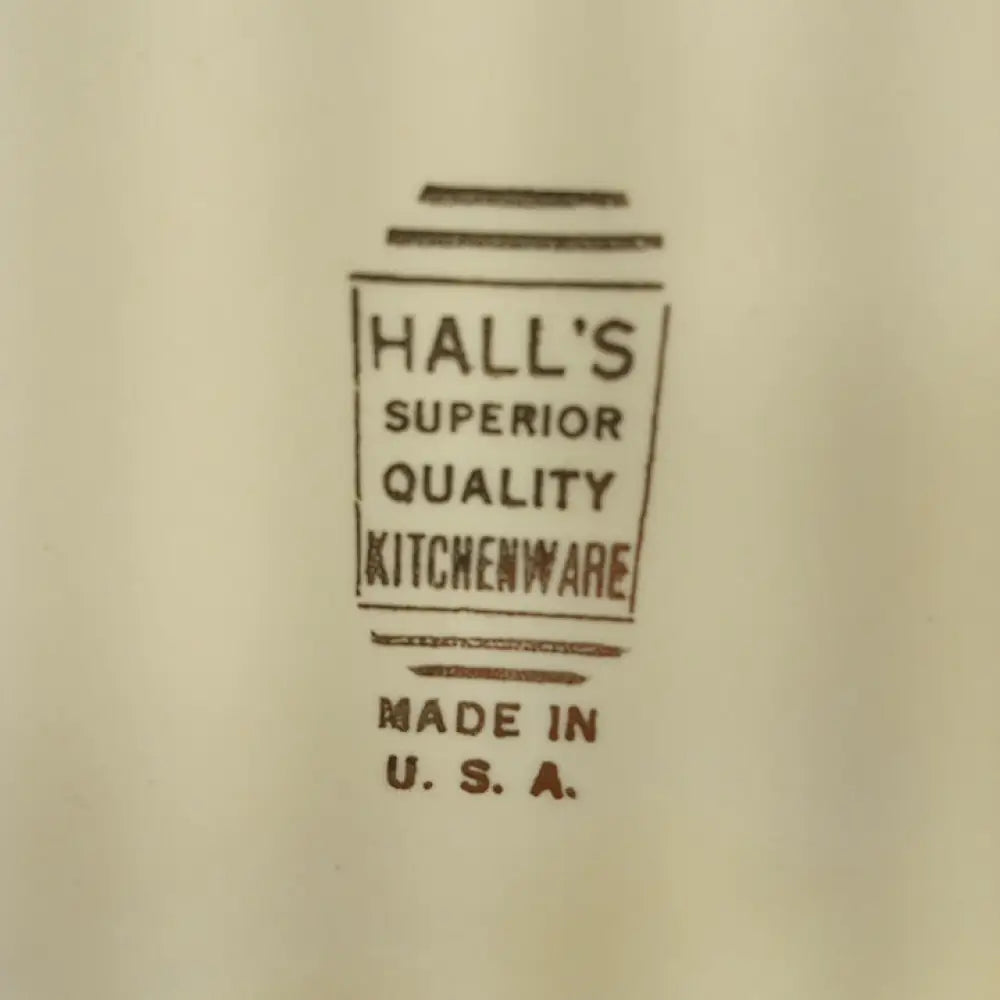 HALL'S
SUPERIOR
QUALITY
KITCHENWARE
MADE IN
U. S. A.